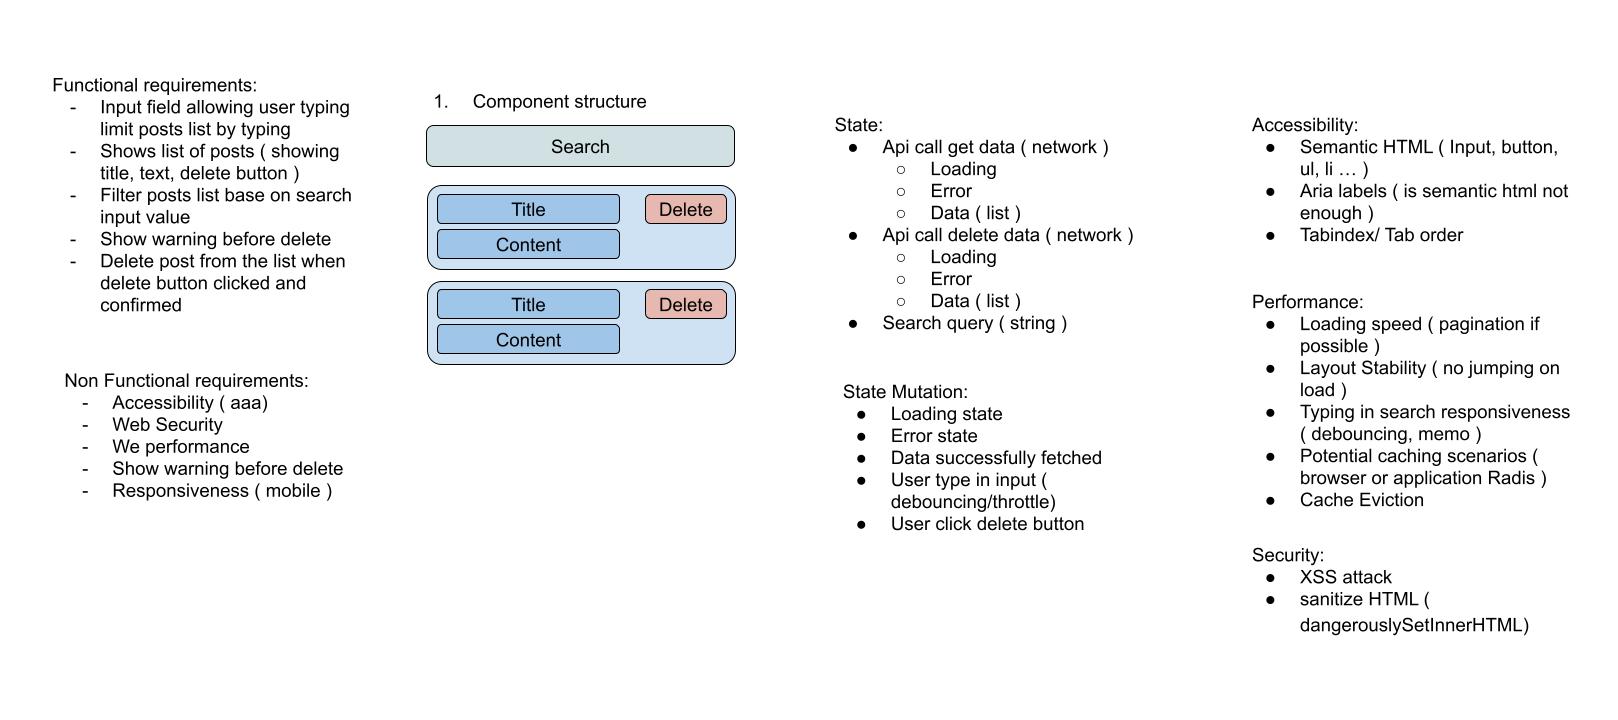 Functional requirements:
- Input field allowing user typing
limit posts list by typing
- Shows list of posts ( showing
title, text, delete button )
- Filter posts list base on search
input value
- Show warning before delete
- Delete post from the list when
delete button clicked and
confirmed
Non Functional requirements:
- Accessibility ( aaa)
- Web Security
- We performance
- Show warning before delete
- Responsiveness ( mobile )
1. Component structure
Search
Title
Delete
Content
Title
Delete
Content
State:
● Api call get data ( network )
○ Loading
○ Error
○ Data ( list )
● Api call delete data ( network )
○ Loading
○ Error
○ Data ( list )
● Search query ( string )
State Mutation:
● Loading state
● Error state
● Data successfully fetched
● User type in input (
debouncing/throttle)
● User click delete button
Accessibility:
● Semantic HTML ( Input, button,
ul, li … )
● Aria labels ( is semantic html not
enough )
● Tabindex/ Tab order
Performance:
● Loading speed ( pagination if
possible )
● Layout Stability ( no jumping on
load )
● Typing in search responsiveness
( debouncing, memo )
● Potential caching scenarios (
browser or application Radis )
● Cache Eviction
Security:
● XSS attack
● sanitize HTML (
dangerouslySetInnerHTML)